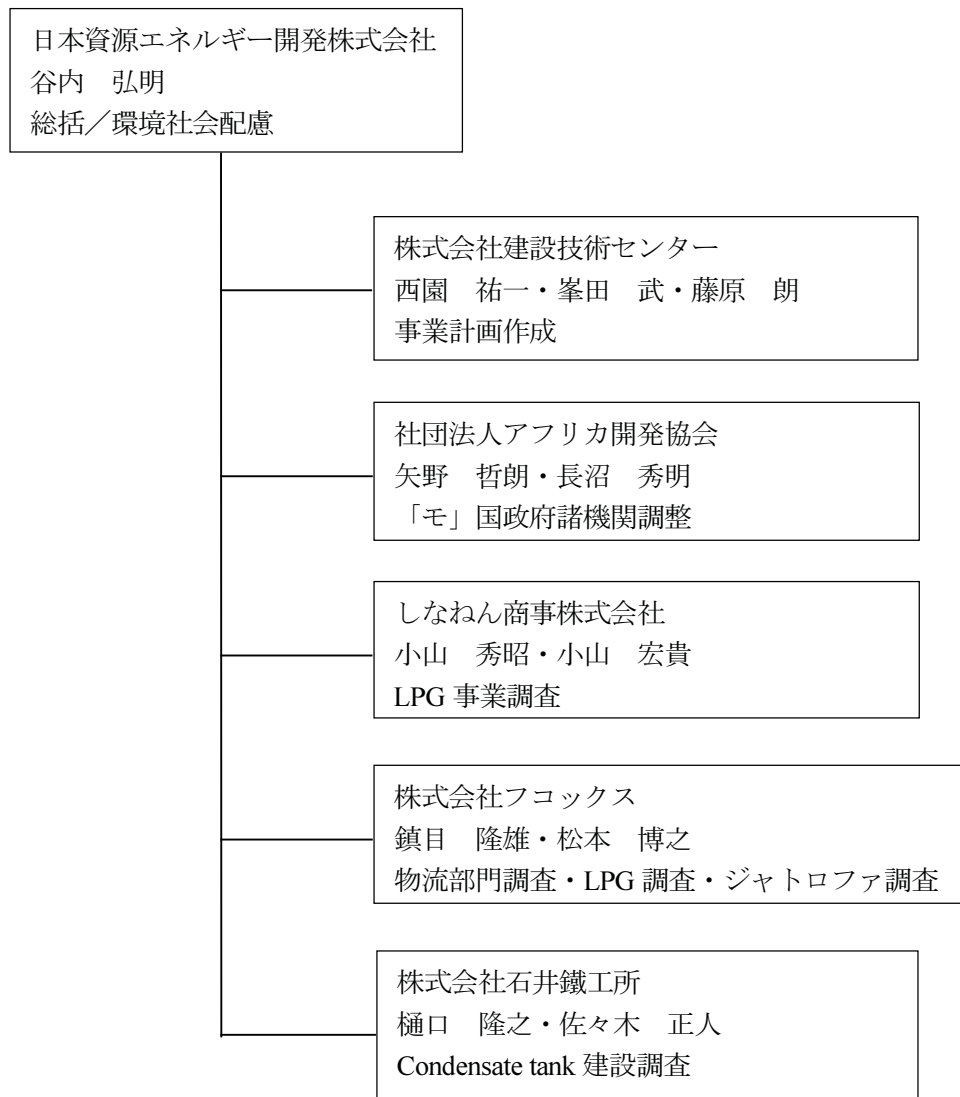 日本資源エネルギー開発株式会社
谷内　弘明
総括／環境社会配慮
株式会社建設技術センター
西園　祐一・峯田　武・藤原　朗
事業計画作成
社団法人アフリカ開発協会
矢野　哲朗・長沼　秀明
「モ」国政府諸機関調整
しなねん商事株式会社
小山　秀昭・小山　宏貴
LPG 事業調査
株式会社フコックス
鎮目　隆雄・松本　博之
物流部門調査・LPG 調査・ジャトロファ調査
株式会社石井鐵工所
樋口　隆之・佐々木　正人
Condensate tank 建設調査